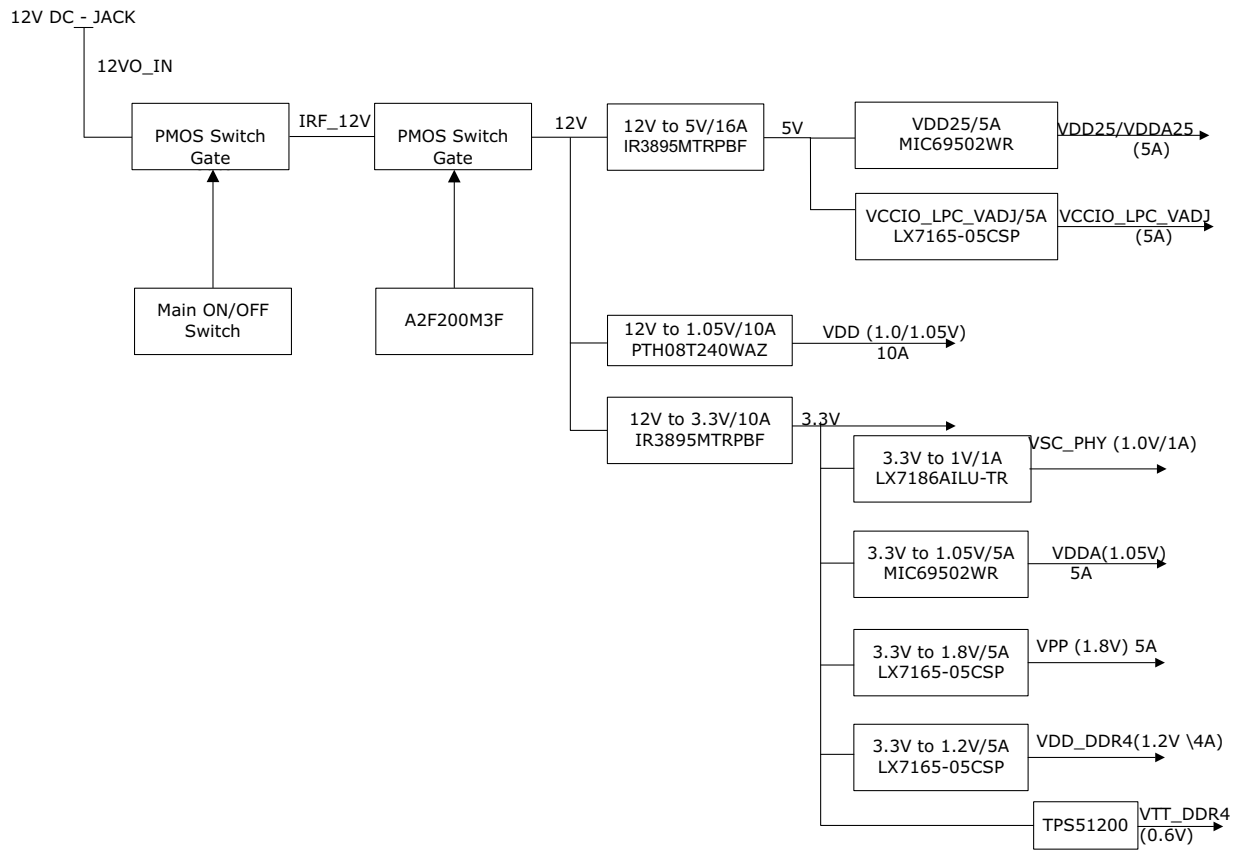 12V DC - JACK
12VO_IN
PMOS Switch
Gate
IRF_12V
PMOS Switch
Gate
12V
12V to 5V/16A
IR3895MTRPBF
5V
VDD25/5A
MIC69502WR
VDD25/VDDA25
(5A)
VCCIO_LPC_VADJ/5A
LX7165-05CSP
VCCIO_LPC_VADJ
(5A)
Main ON/OFF
Switch
A2F200M3F
12V to 1.05V/10A
PTH08T240WAZ
VDD (1.0/1.05V)
10A
12V to 3.3V/10A
IR3895MTRPBF
3.3V
3.3V to 1V/1A
LX7186AILU-TR
VSC_PHY (1.0V/1A)
3.3V to 1.05V/5A
MIC69502WR
VDDA(1.05V)
5A
3.3V to 1.8V/5A
LX7165-05CSP
VPP (1.8V) 5A
3.3V to 1.2V/5A
LX7165-05CSP
VDD_DDR4(1.2V \4A)
TPS51200
VTT_DDR4
(0.6V)